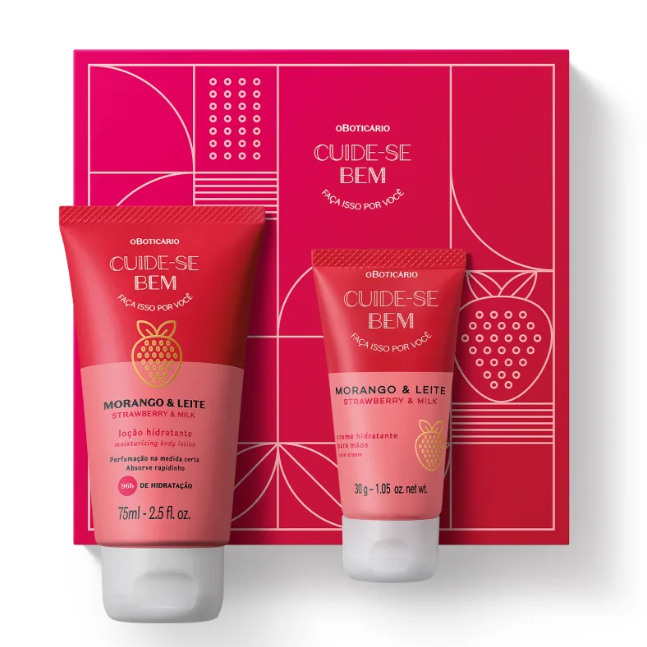 oBOTICÁRIO
CUIDE-SE
BEM
FAÇA ISSO POR VOCÊ
oBOTICÁRIO
CUIDE-SE
BEM
FAÇA ISSO POR VOCÊ
MORANGO & LEITE
STRAWBERRY & MILK
loção hidratante
moisturizing body lotion
Perfumação na medida certa
Absorve rapidinho
96h DE HIDRATAÇÃO
75ml - 2.5 fl. oz.
oBOTICÁRIO
CUIDE-SE
BEM
FAÇA ISSO POR VOCÊ
MORANGO & LEITE
STRAWBERRY & MILK
creme hidratante
para mãos
hand cream
30 g - 1.05 oz. net wt.